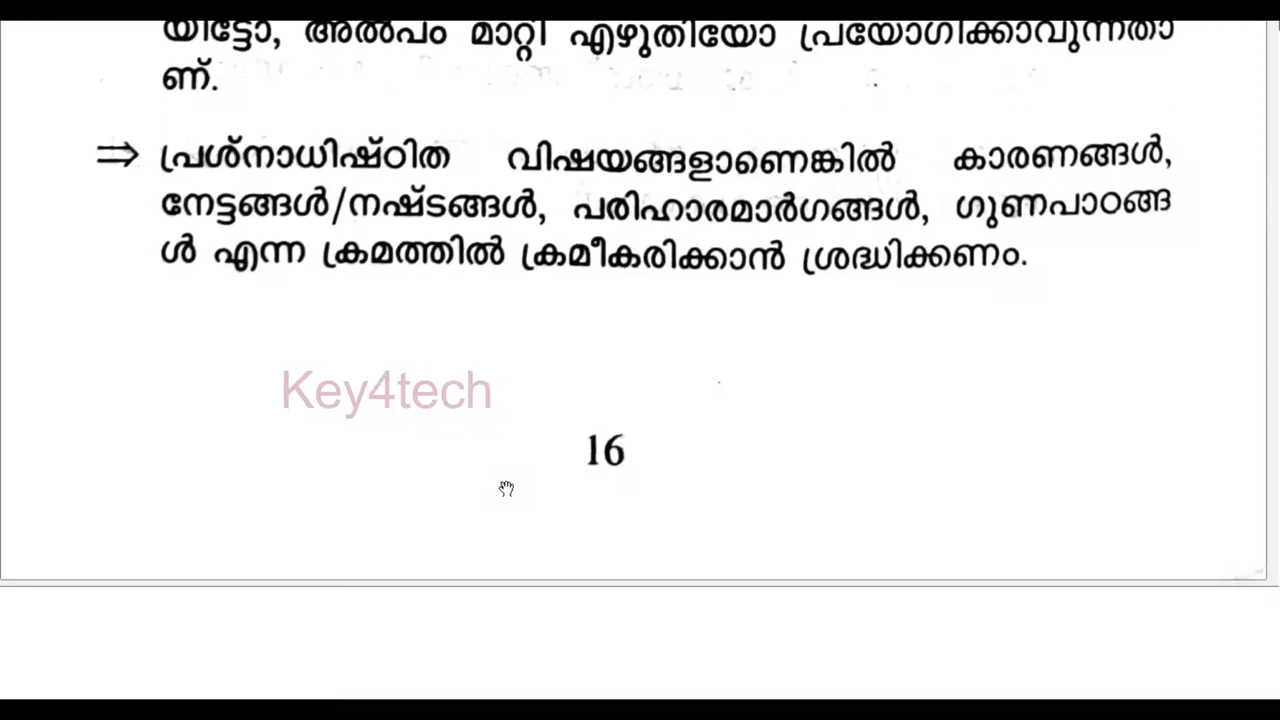 യിട്ടോ, അൽപം മാറ്റി എഴുതിയോ പ്രയോഗിക്കാവുന്നതാ
ണ്.
⇒ പ്രശ്നാധിഷ്ഠിത വിഷയങ്ങളാണെങ്കിൽ കാരണങ്ങൾ,
നേട്ടങ്ങൾ/നഷ്ടങ്ങൾ, പരിഹാരമാർഗങ്ങൾ, ഗുണപാഠങ്ങ
ൾ എന്ന ക്രമത്തിൽ ക്രമീകരിക്കാൻ ശ്രദ്ധിക്കണം.
Key4tech
16